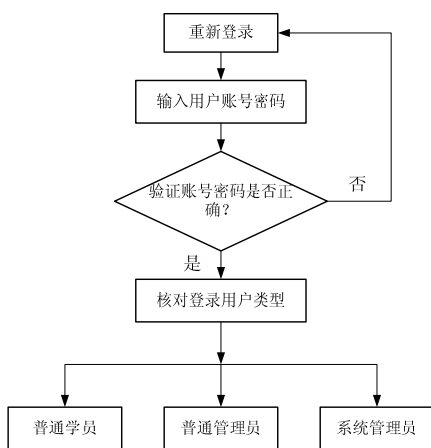 重新登录
输入用户账号密码
验证账号密码是否正
确？
否
是
核对登录用户类型
普通学员
普通管理员
系统管理员